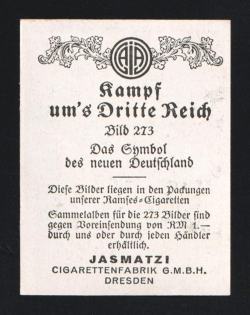 AJA
Kampf
um's Dritte Reich
Bild 273
Das Symbol
des neuen Deutschland
Diese Bilder liegen in den Packungen
unserer Ramses-Cigaretten
Sammelalben für die 273 Bilder sind
gegen Voreinsendung von RM 1.—
durch uns oder durch jeden Händler
erhältlich.
JASMATZI
CIGARETTENFABRIK G.M.B.H.
DRESDEN